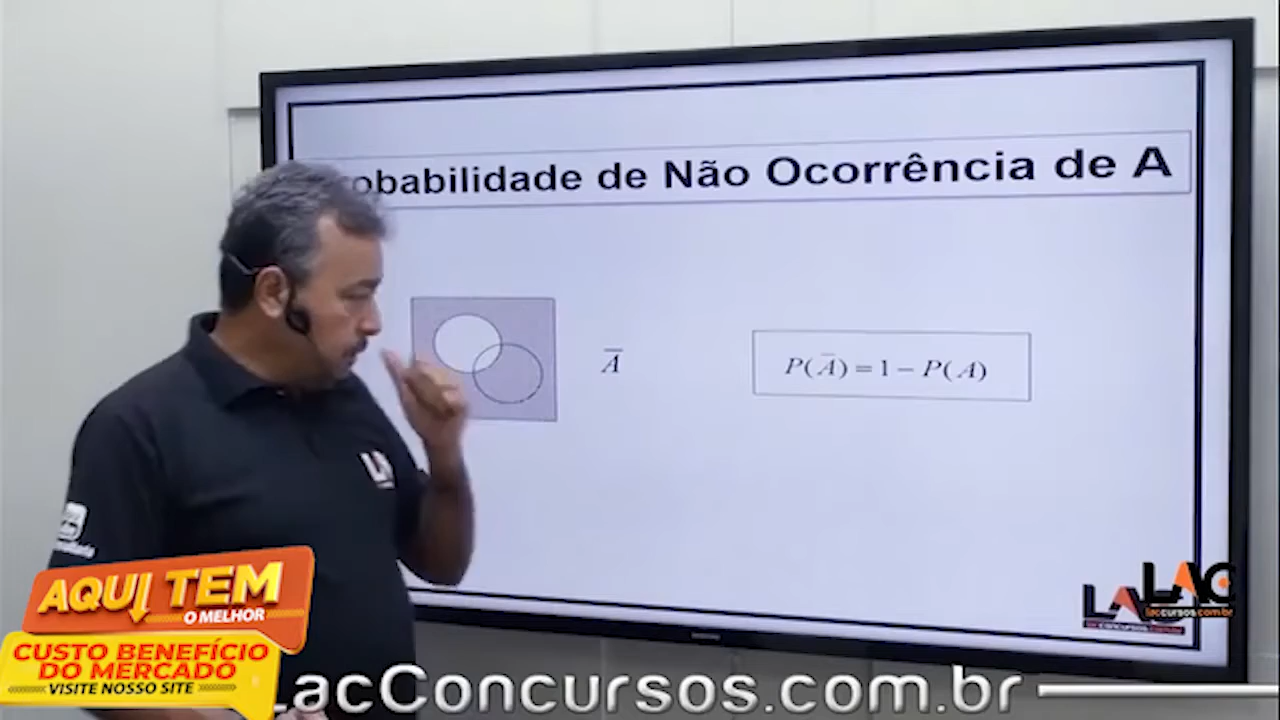 obabilidade de Não Ocorrência de A
A̅
P(A̅) = 1 − P(A)
LAC
laccursos.com.br
AQUI TEM
O MELHOR
CUSTO BENEFÍCIO
DO MERCADO
VISITE NOSSO SITE
LacConcursos.com.br